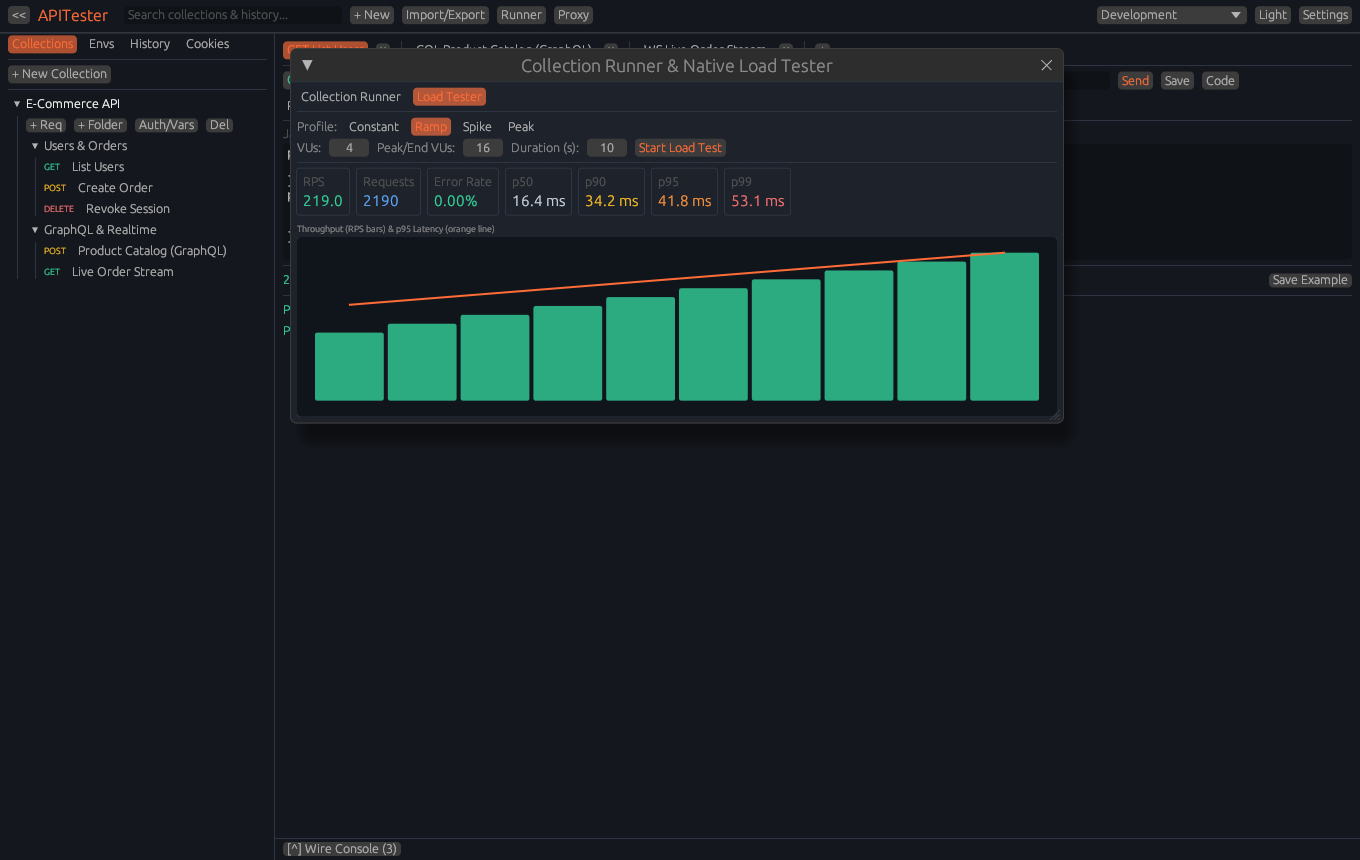 << APITester Search collections & history... + New Import/Export Runner Proxy Development Light Settings
Collections Envs History Cookies
+ New Collection
E-Commerce API
+ Req + Folder Auth/Vars Del
Users & Orders
GET List Users
POST Create Order
DELETE Revoke Session
GraphQL & Realtime
POST Product Catalog (GraphQL)
GET Live Order Stream
Send Save Code
Collection Runner & Native Load Tester
Collection Runner Load Tester
Profile: Constant Ramp Spike Peak
VUs: 4 Peak/End VUs: 16 Duration (s): 10 Start Load Test
RPS Requests Error Rate p50 p90 p95 p99
219.0 2190 0.00% 16.4 ms 34.2 ms 41.8 ms 53.1 ms
Throughput (RPS bars) & p95 Latency (orange line)
Save Example
[^] Wire Console (3)